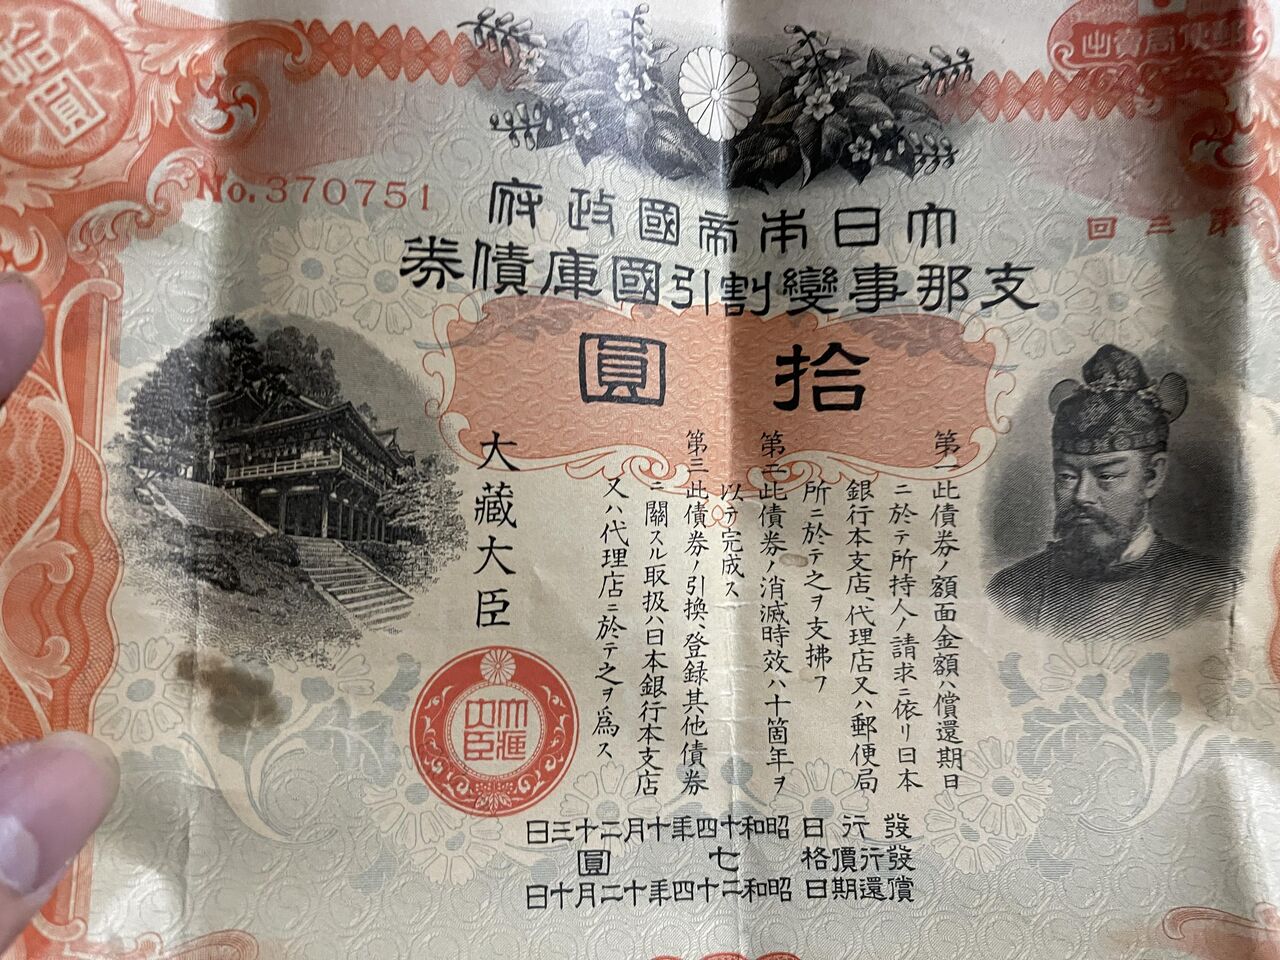 郵便局賣出
拾圓
No.370751
第三回
大日本帝國政府
支那事變割引國庫債券
拾圓
第一 此債券ノ額面金額ハ償還期日
ニ於テ所持人ノ請求ニ依リ日本
銀行本支店、代理店又ハ郵便局
所ニ於テ之ヲ支拂フ
第二 此債券ノ消滅時效ハ十箇年ヲ
以テ完成ス
第三 此債券ノ引換、登録其他債券
ニ關スル取扱ハ日本銀行本支店
又ハ代理店ニ於テ之ヲ爲ス
大藏大臣
大藏大臣
發行日 昭和十四年十月二十三日
發行價格 七圓
償還期日 昭和二十四年十二月十日